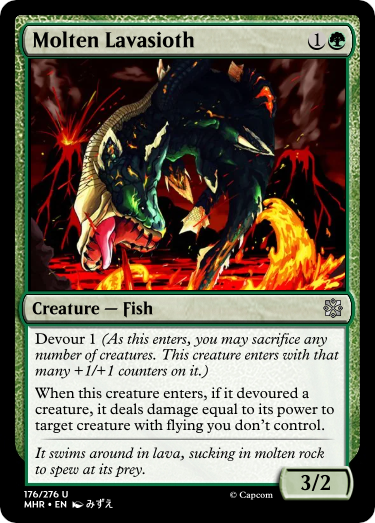 Molten Lavasioth 1
Creature — Fish
Devour 1 (As this enters, you may sacrifice any
number of creatures. This creature enters with that
many +1/+1 counters on it.)
When this creature enters, if it devoured a
creature, it deals damage equal to its power to
target creature with flying you don't control.
It swims around in lava, sucking in molten rock
to spew at its prey.
3/2
176/276 U
MHR • EN みずえ
© Capcom